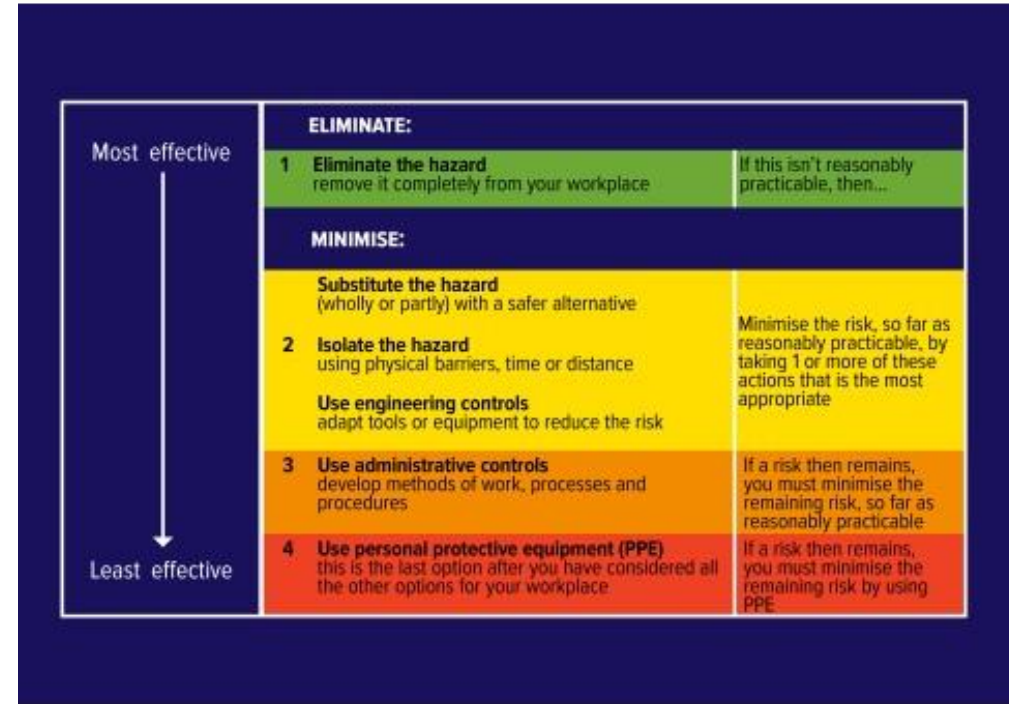 Most effective
Least effective
ELIMINATE:
1 Eliminate the hazard
remove it completely from your workplace
If this isn't reasonably
practicable, then...
MINIMISE:
Substitute the hazard
(wholly or partly) with a safer alternative
2 Isolate the hazard
using physical barriers, time or distance
Use engineering controls
adapt tools or equipment to reduce the risk
Minimise the risk, so far as
reasonably practicable, by
taking 1 or more of these
actions that is the most
appropriate
3 Use administrative controls
develop methods of work, processes and
procedures
If a risk then remains,
you must minimise the
remaining risk, so far as
reasonably practicable
4 Use personal protective equipment (PPE)
this is the last option after you have considered all
the other options for your workplace
If a risk then remains,
you must minimise the
remaining risk by using
PPE